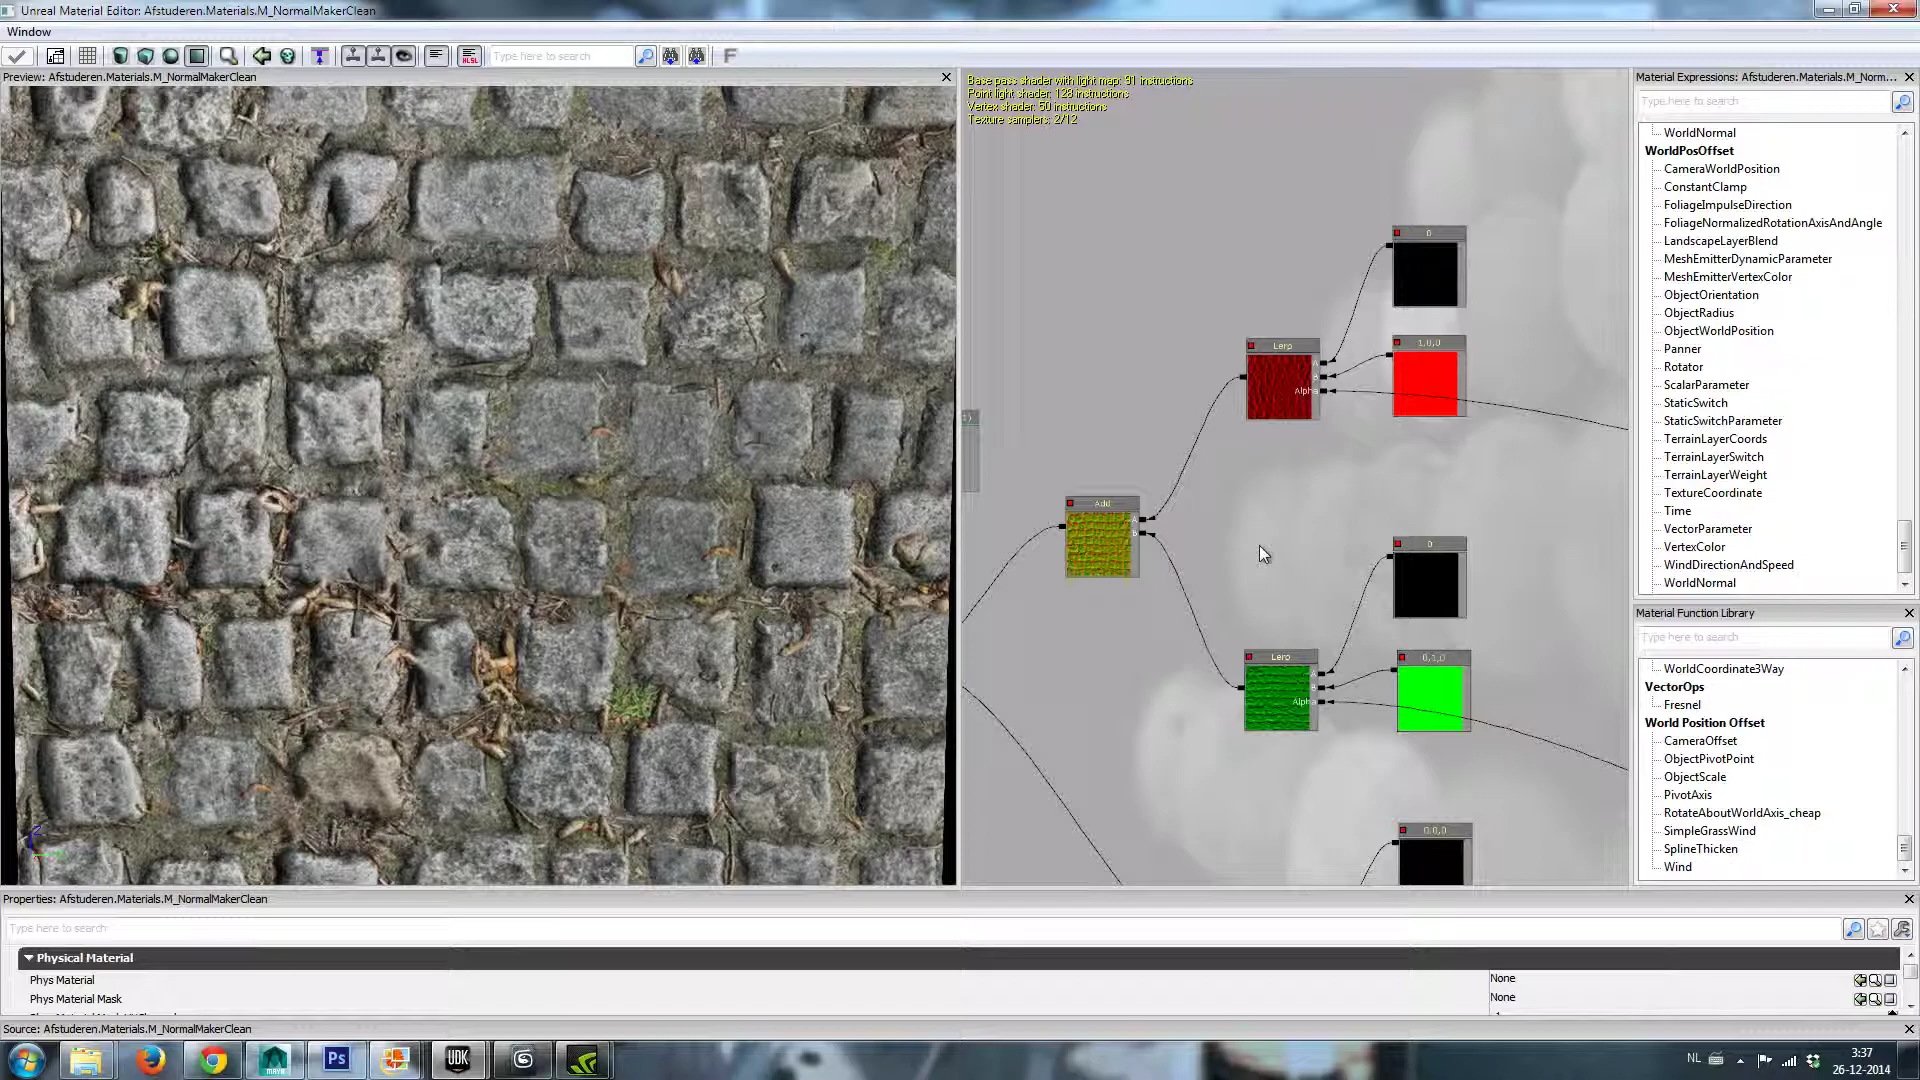 Unreal Material Editor: Afstuderen.Materials.M_NormalMakerClean
Window
HLSL
Type here to search
F
Preview: Afstuderen.Materials.M_NormalMakerClean
Base pass shader with light map: 91 instructions
Point light shader: 128 instructions
Vertex shader: 50 instructions
Texture samplers: 2/12
0
1,0,0
Lerp
Alpha
Add
A
B
0
Lerp
A
Alpha
0,1,0
0,0,0
Z
Material Expressions: Afstuderen.Materials.M_Norm...
Type here to search
WorldNormal
WorldPosOffset
CameraWorldPosition
ConstantClamp
FoliageImpulseDirection
FoliageNormalizedRotationAxisAndAngle
LandscapeLayerBlend
MeshEmitterDynamicParameter
MeshEmitterVertexColor
ObjectOrientation
ObjectRadius
ObjectWorldPosition
Panner
Rotator
ScalarParameter
StaticSwitch
StaticSwitchParameter
TerrainLayerCoords
TerrainLayerSwitch
TerrainLayerWeight
TextureCoordinate
Time
VectorParameter
VertexColor
WindDirectionAndSpeed
WorldNormal
Material Function Library
Type here to search
WorldCoordinate3Way
VectorOps
Fresnel
World Position Offset
CameraOffset
ObjectPivotPoint
ObjectScale
PivotAxis
RotateAboutWorldAxis_cheap
SimpleGrassWind
SplineThicken
Wind
Properties: Afstuderen.Materials.M_NormalMakerClean
Type here to search
Physical Material
Phys Material
None
Phys Material Mask
None
Source: Afstuderen.Materials.M_NormalMakerClean
MAYA
Ps
UDK
NL
3:37
26-12-2014